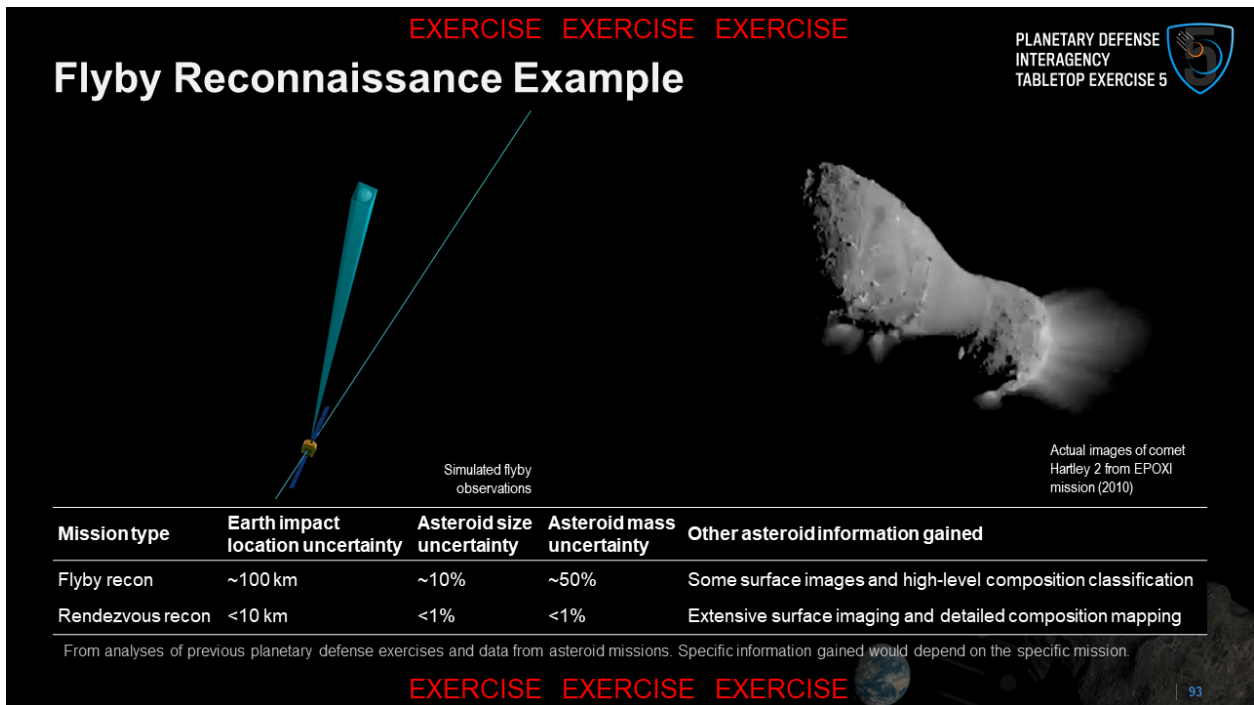 EXERCISE EXERCISE EXERCISE
PLANETARY DEFENSE
INTERAGENCY
TABLETOP EXERCISE 5
5
Flyby Reconnaissance Example
Simulated flyby
observations
Actual images of comet
Hartley 2 from EPOXI
mission (2010)
Mission type Earth impact location uncertainty Asteroid size uncertainty Asteroid mass uncertainty Other asteroid information gained
Flyby recon ~100 km ~10% ~50% Some surface images and high-level composition classification
Rendezvous recon <10 km <1% <1% Extensive surface imaging and detailed composition mapping
From analyses of previous planetary defense exercises and data from asteroid missions. Specific information gained would depend on the specific mission.
EXERCISE EXERCISE EXERCISE
93